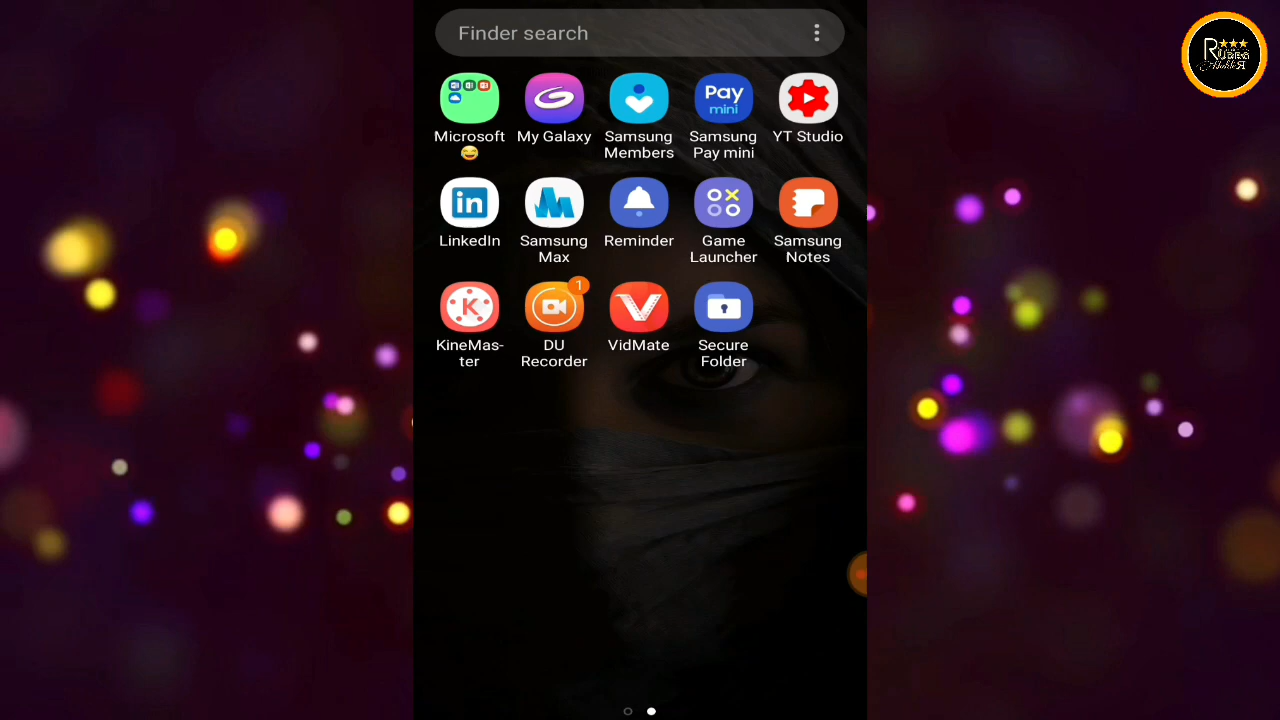 Finder search
Microsoft
😄
My Galaxy
Samsung
Members
Samsung
Pay mini
YT Studio
Pay
mini
LinkedIn
Samsung
Max
Reminder
Game
Launcher
Samsung
Notes
in
KineMas-
ter
DU
Recorder
VidMate
Secure
Folder
K
1